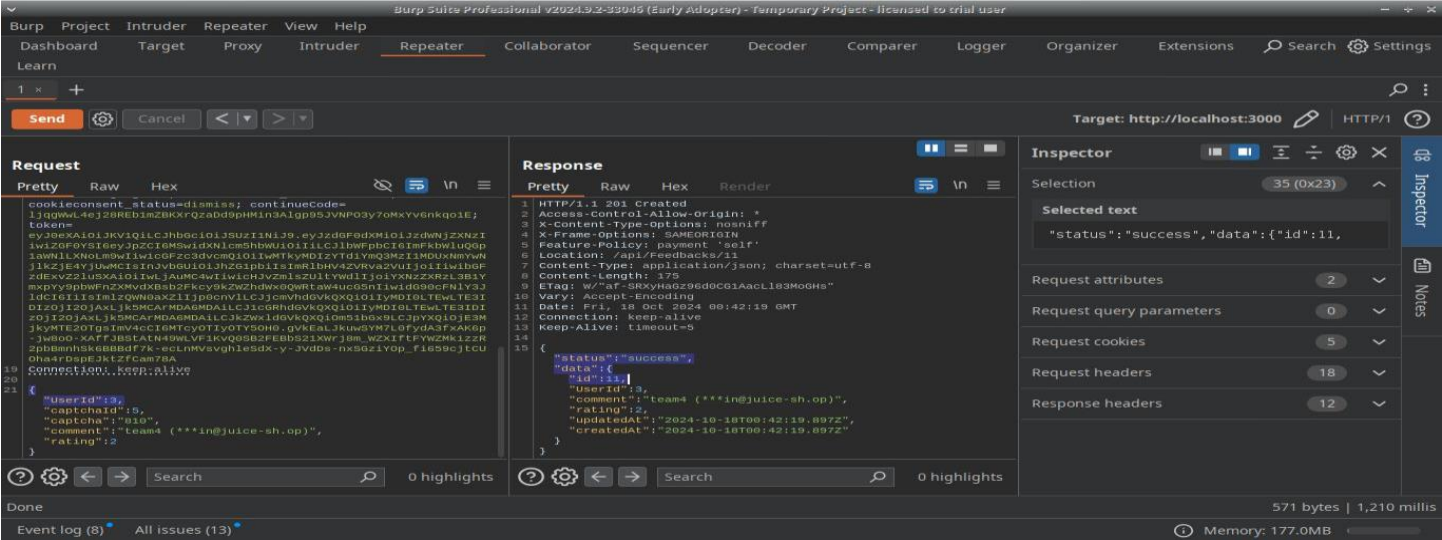 Burp Suite Professional v2024.9.2-33046 (Early Adopter) - Temporary Project - licensed to trial user
Burp Project Intruder Repeater View Help
Dashboard Target Proxy Intruder Repeater Collaborator Sequencer Decoder Comparer Logger Organizer Extensions Search Settings
Learn
1 × +
Send Cancel < > Target: http://localhost:3000 HTTP/1
Request
Pretty Raw Hex \n
cookieconsent_status=dismiss; continueCode=
token=
19 Connection: keep-alive
20
21 {
"UserId":3,
"captchaId":5,
"captcha":"810",
"comment":"team4 (***in@juice-sh.op)",
"rating":2
}
Search 0 highlights
Response
Pretty Raw Hex Render \n
1 HTTP/1.1 201 Created
2 Access-Control-Allow-Origin: *
3 X-Content-Type-Options: nosniff
4 X-Frame-Options: SAMEORIGIN
5 Feature-Policy: payment 'self'
6 Location: /api/Feedbacks/11
7 Content-Type: application/json; charset=utf-8
8 Content-Length: 175
9 ETag:
10 Vary: Accept-Encoding
11 Date: Fri, 18 Oct 2024 00:42:19 GMT
12 Connection: keep-alive
13 Keep-Alive: timeout=5
14
15 {
"status":"success",
"data":{
"id":11,
"UserId":3,
"comment":"team4 (***in@juice-sh.op)",
"rating":2,
"updatedAt":"2024-10-18T00:42:19.897Z",
"createdAt":"2024-10-18T00:42:19.897Z"
}
}
Search 0 highlights
Inspector
Selection 35 (0x23)
Selected text
"status":"success","data":{"id":11,
Request attributes 2
Request query parameters 0
Request cookies 5
Request headers 18
Response headers 12
Inspector
Notes
Done 571 bytes | 1,210 millis
Event log (8) All issues (13) Memory: 177.0MB